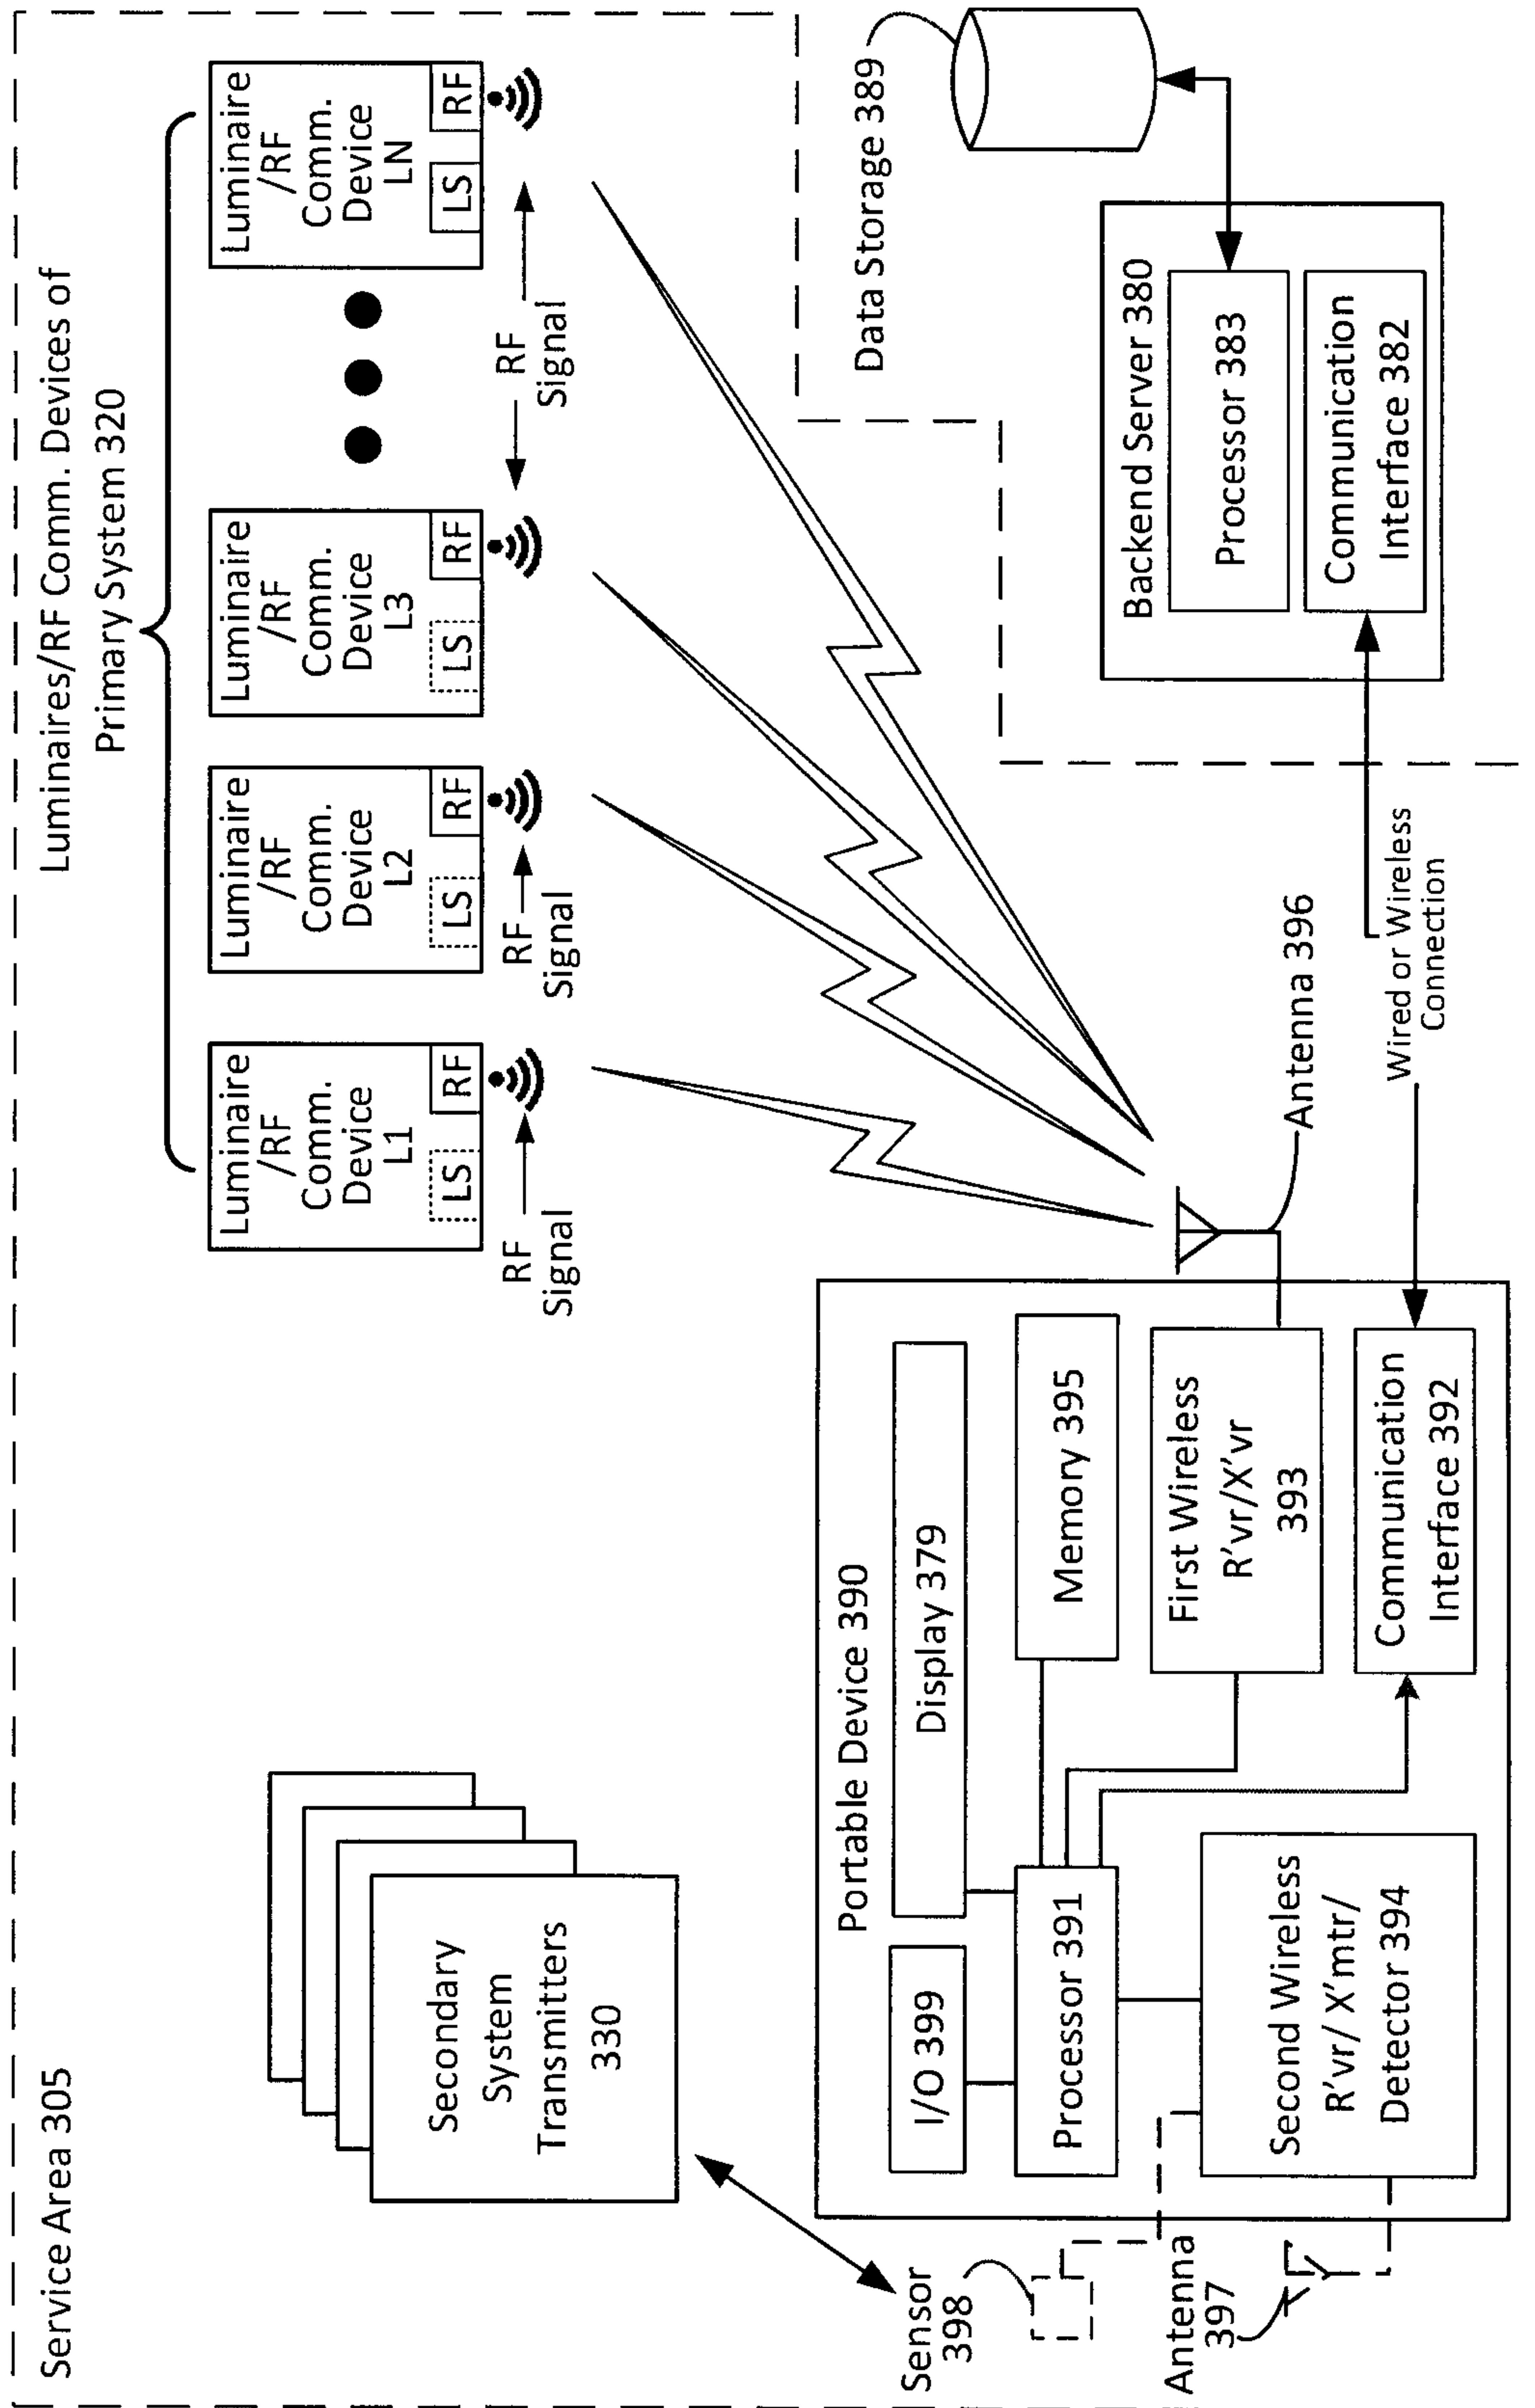 Service Area 305
Luminaires/RF Comm. Devices of
Primary System 320
Luminaire
/RF
Comm.
Device
L1
LS
RF
Luminaire
/RF
Comm.
Device
L2
LS
RF
Luminaire
/RF
Comm.
Device
L3
LS
RF
Luminaire
/RF
Comm.
Device
LN
LS
RF
RF
Signal
RF
Signal
RF
Signal
Secondary
System
Transmitters
330
Sensor
398
Antenna
397
Portable Device 390
I/O 399
Display 379
Processor 391
Memory 395
Second Wireless
R'vr/ X'mtr/
Detector 394
First Wireless
R'vr/X'vr
393
Communication
Interface 392
Antenna 396
Wired or Wireless
Connection
Data Storage 389
Backend Server 380
Processor 383
Communication
Interface 382